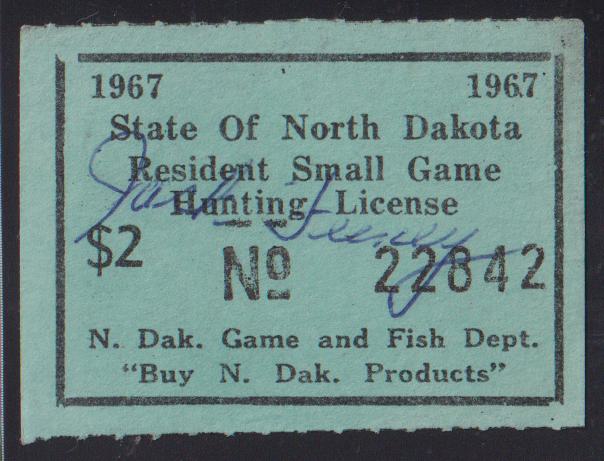 1967 1967
State Of North Dakota
Resident Small Game
Hunting License
Feeney
$2 No 22842
N. Dak. Game and Fish Dept.
"Buy N. Dak. Products"